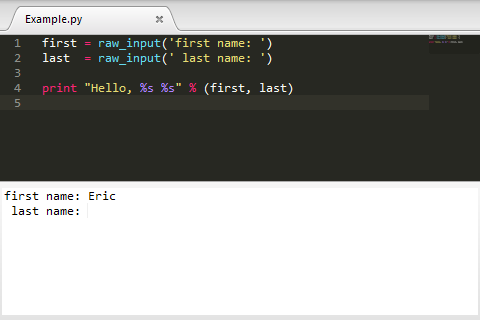 Example.py ×
1 first = raw_input('first name: ')
2 last  = raw_input(' last name: ')
3
4 print "Hello, %s %s" % (first, last)
5
first name: Eric
 last name: